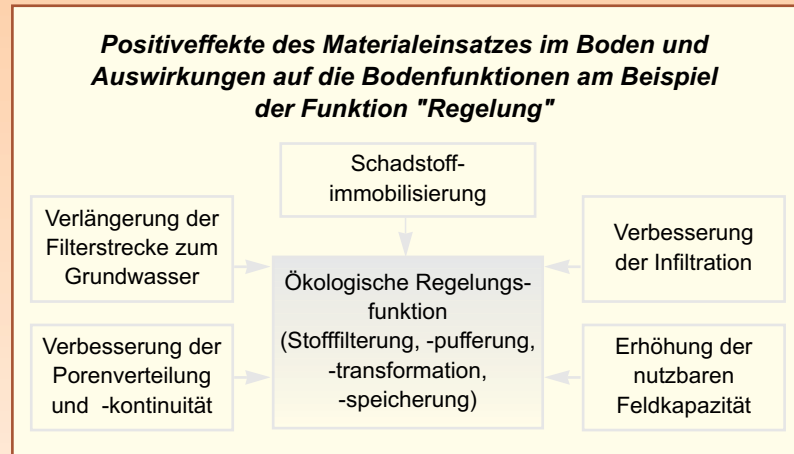 Positiveffekte des Materialeinsatzes im Boden und
Auswirkungen auf die Bodenfunktionen am Beispiel
der Funktion "Regelung"
Schadstoff-
immobilisierung
Verlängerung der
Filterstrecke zum
Grundwasser
Verbesserung
der Infiltration
Ökologische Regelungs-
funktion
(Stofffilterung, -pufferung,
-transformation,
-speicherung)
Verbesserung der
Porenverteilung
und -kontinuität
Erhöhung der
nutzbaren
Feldkapazität